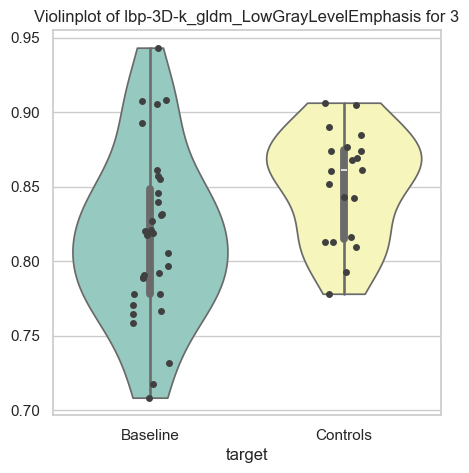 Violinplot of lbp-3D-k_gldm_LowGrayLevelEmphasis for 3
0.95
0.90
0.85
0.80
0.75
0.70
Baseline Controls
target